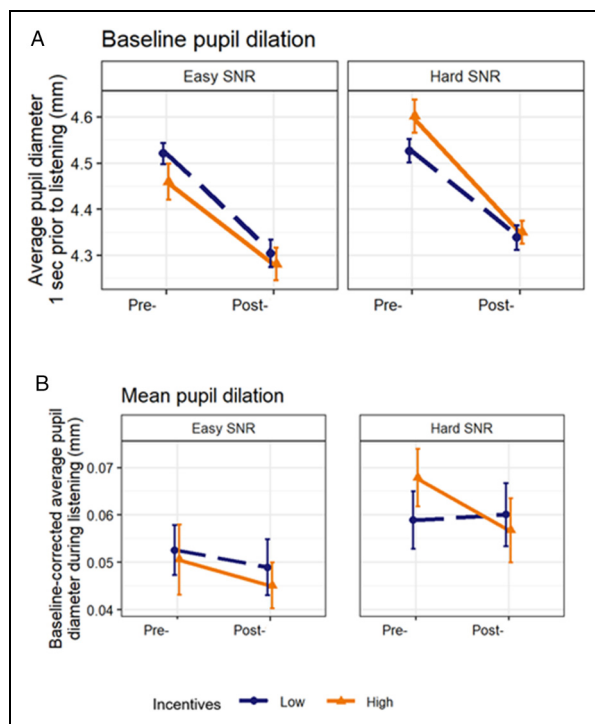 A
Baseline pupil dilation
Easy SNR
Hard SNR
Average pupil diameter
1 sec prior to listening (mm)
4.6
4.5
4.4
4.3
Pre-
Post-
Pre-
Post-
B
Mean pupil dilation
Easy SNR
Hard SNR
Baseline-corrected average pupil
diameter during listening (mm)
0.07
0.06
0.05
0.04
Pre-
Post-
Pre-
Post-
Incentives
Low
High